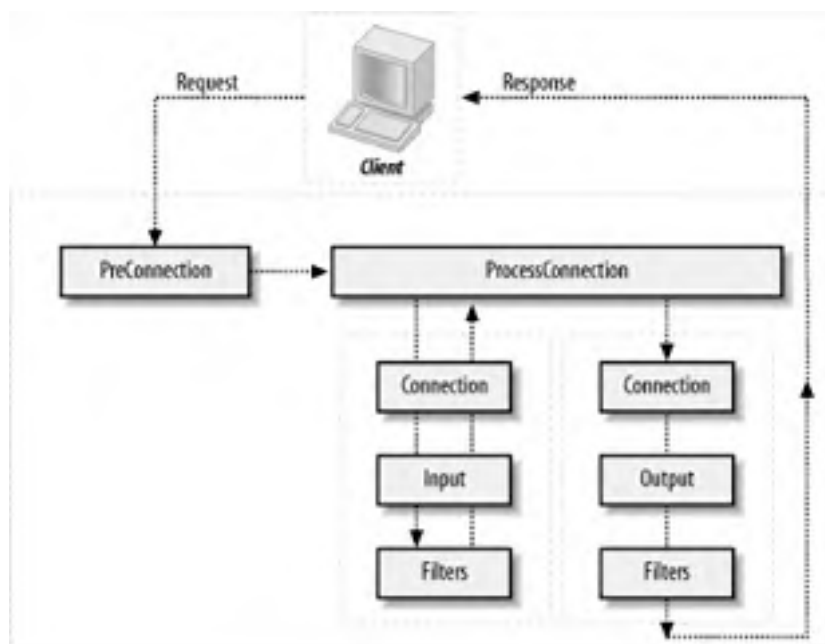 Request
Response
Client
PreConnection
ProcessConnection
Connection
Input
Filters
Connection
Output
Filters